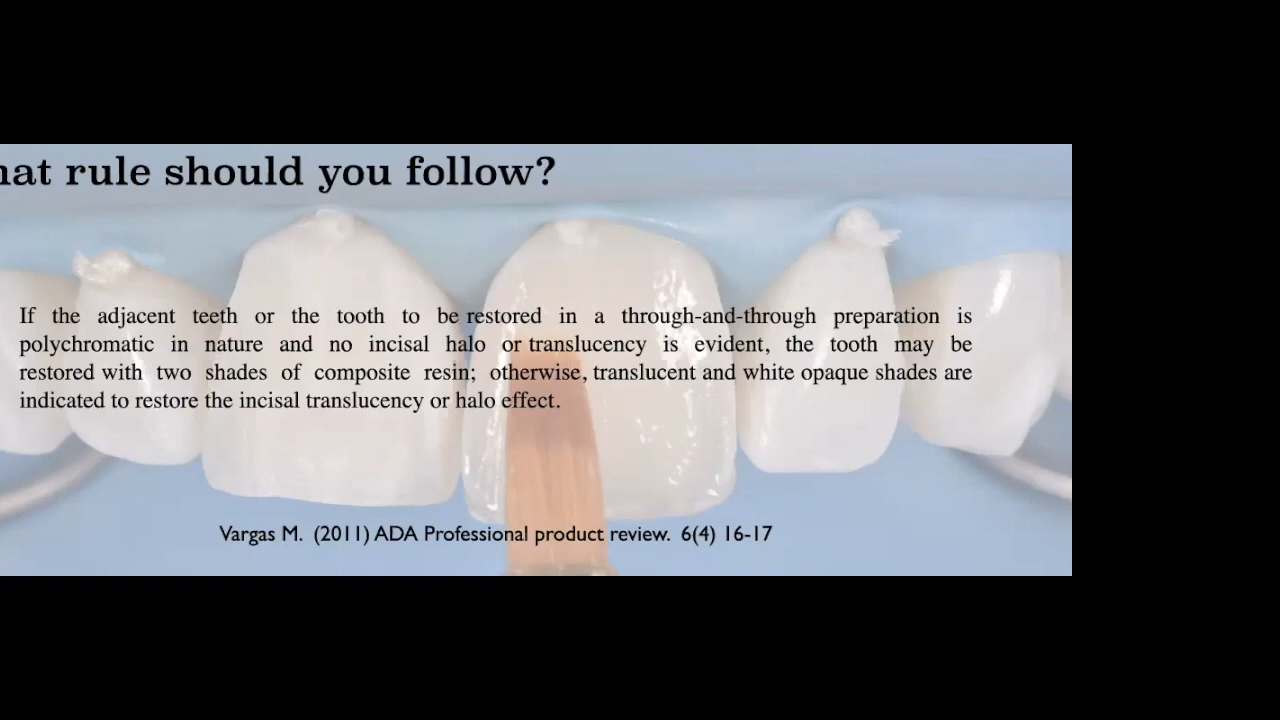 hat rule should you follow?
If the adjacent teeth or the tooth to be restored in a through-and-through preparation is
polychromatic in nature and no incisal halo or translucency is evident, the tooth may be
restored with two shades of composite resin; otherwise, translucent and white opaque shades are
indicated to restore the incisal translucency or halo effect.
Vargas M. (2011) ADA Professional product review. 6(4) 16-17